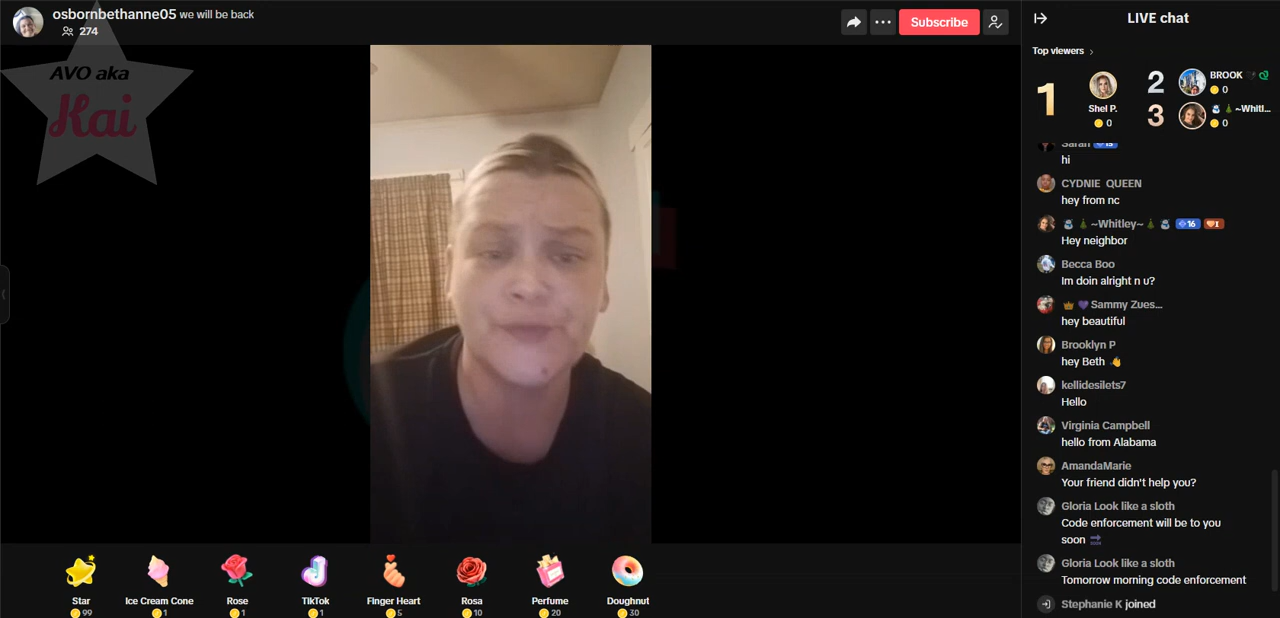 osbornbethanne05 we will be back
274
Subscribe
AVO aka
Kai
LIVE chat
Top viewers
1
Shel P.
0
2
BROOK
0
3
~Whitl...
0
Sarah 15
hi
CYDNIE QUEEN
hey from nc
~Whitley~ 16 1
Hey neighbor
Becca Boo
Im doin alright n u?
Sammy Zues...
hey beautiful
Brooklyn P
hey Beth
kellidesilets7
Hello
Virginia Campbell
hello from Alabama
AmandaMarie
Your friend didn't help you?
Gloria Look like a sloth
Code enforcement will be to you
soon
Gloria Look like a sloth
Tomorrow morning code enforcement
Stephanie K joined
Star Ice Cream Cone Rose TikTok Finger Heart Rosa Perfume Doughnut
99 1 1 1 5 10 20 30